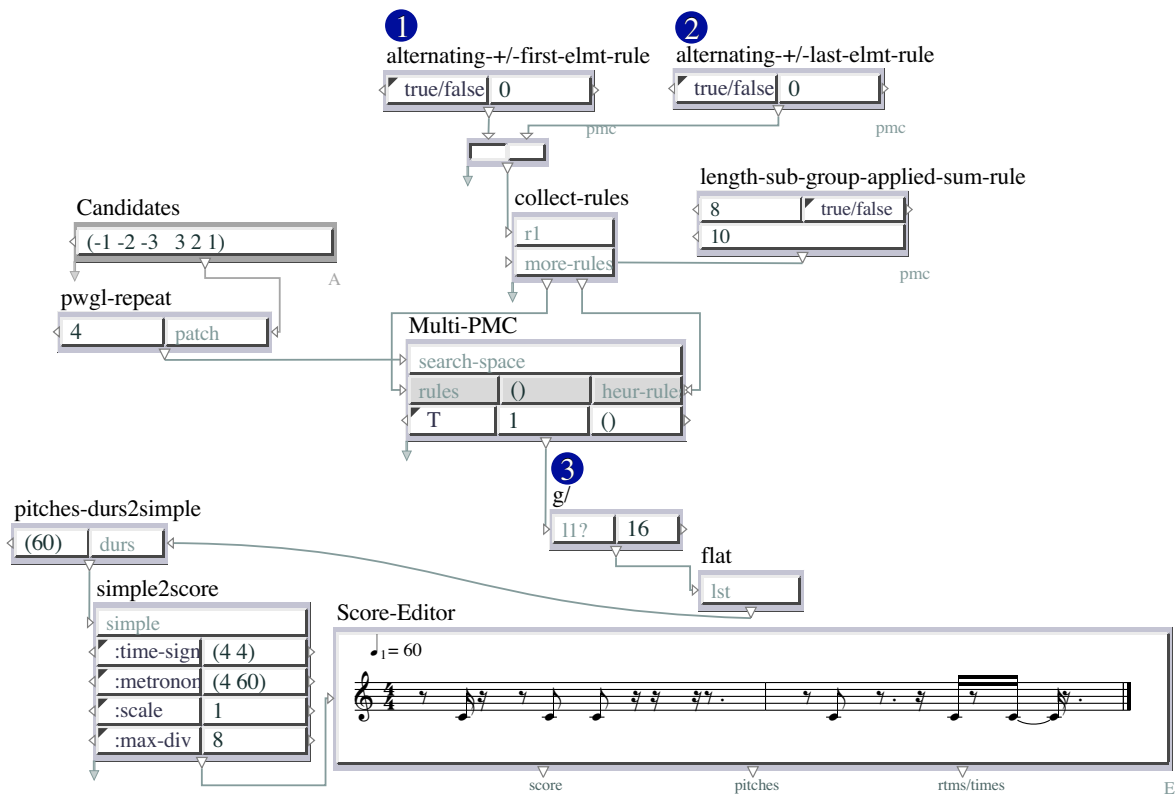 1
2
alternating-+/-first-elmt-rule
alternating-+/-last-elmt-rule
true/false 0
true/false 0
pmc
pmc
length-sub-group-applied-sum-rule
8 true/false
10
pmc
collect-rules
r1
more-rules
Candidates
(-1 -2 -3 3 2 1)
A
pwgl-repeat
4 patch
Multi-PMC
search-space
rules () heur-rule
T 1 ()
3
g/
l1? 16
pitches-durs2simple
(60) durs
flat
lst
simple2score
simple
:time-sign (4 4)
:metronor (4 60)
:scale 1
:max-div 8
Score-Editor
1 = 60
4
4
score pitches rtms/times
E